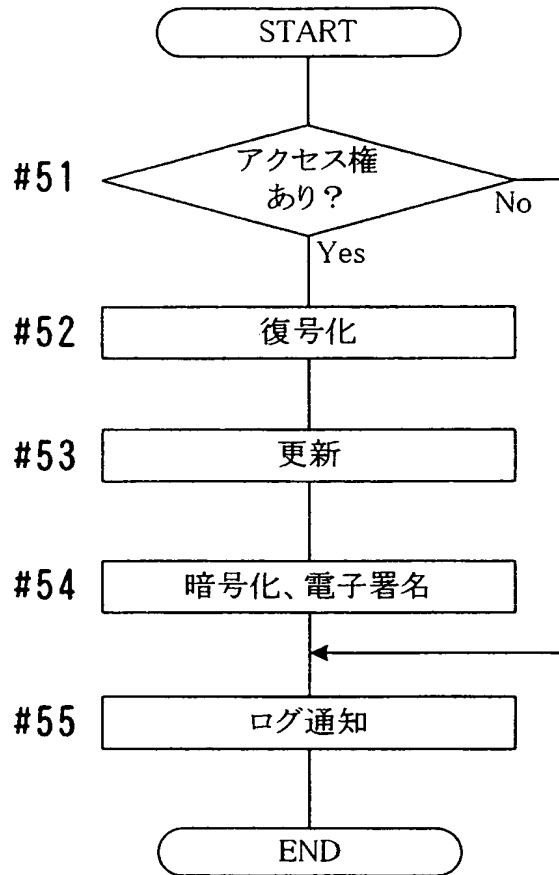 START
#51
アクセス権
あり?
No
Yes
#52
復号化
#53
更新
#54
暗号化、電子署名
#55
ログ通知
END